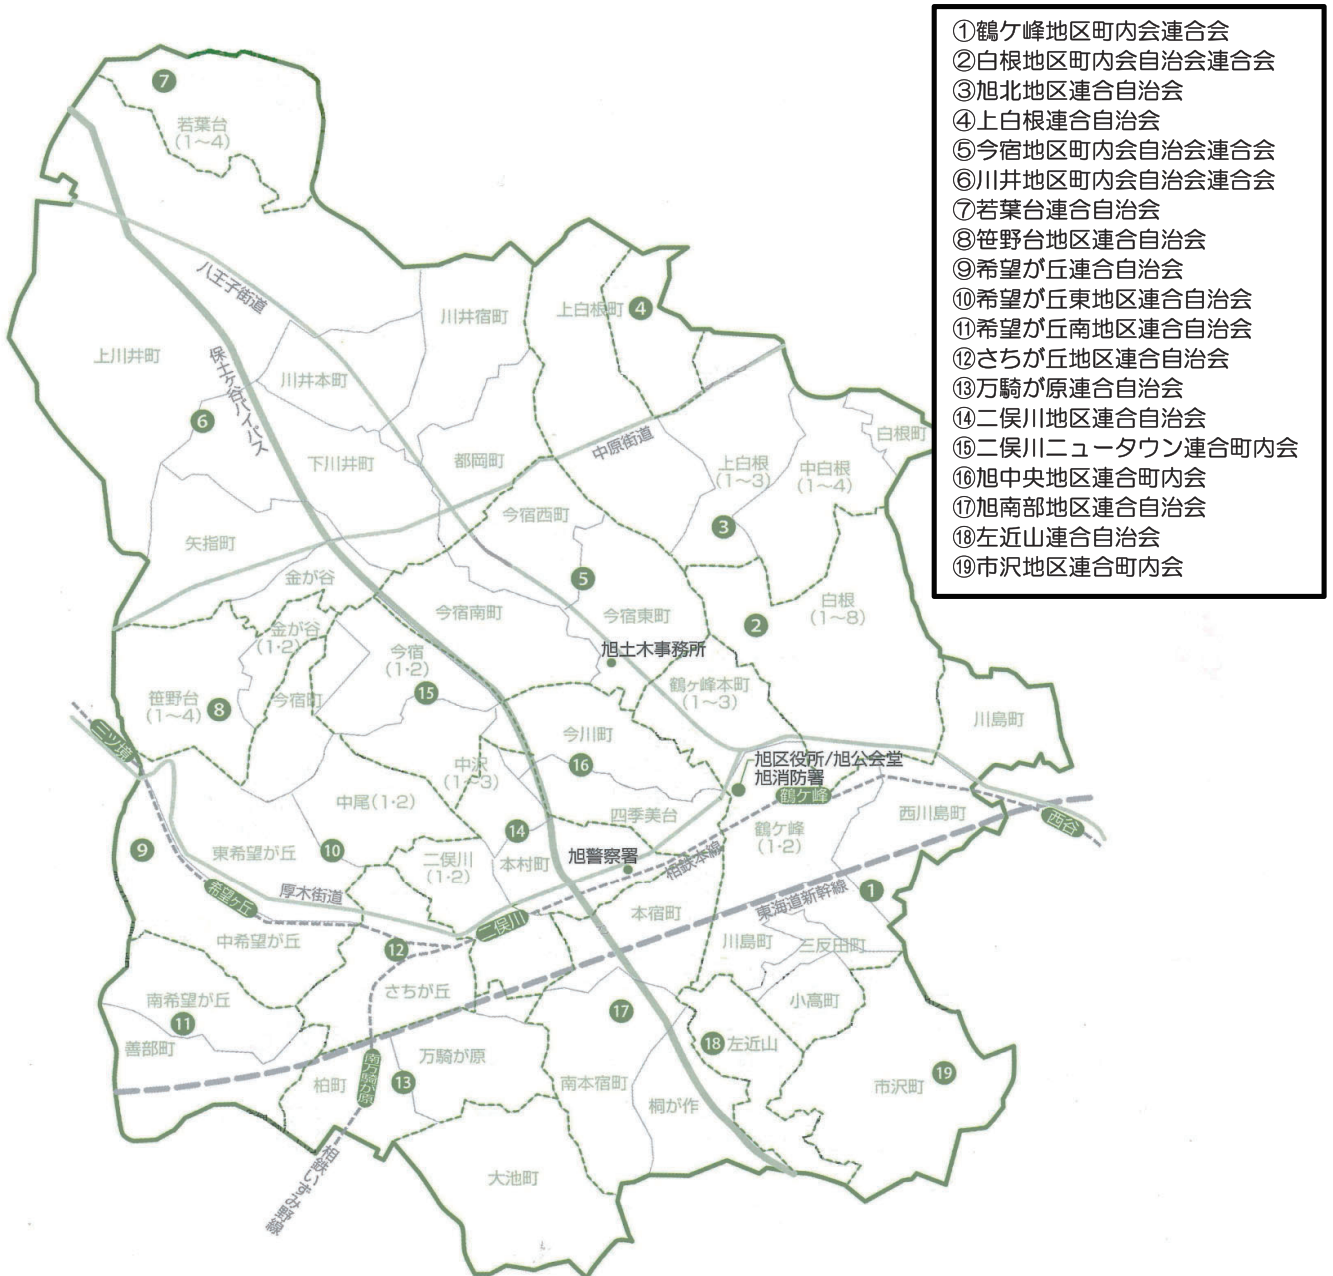 ①鶴ケ峰地区町内会連合会
②白根地区町内会自治会連合会
③旭北地区連合自治会
④上白根連合自治会
⑤今宿地区町内会自治会連合会
⑥川井地区町内会自治会連合会
⑦若葉台連合自治会
⑧笹野台地区連合自治会
⑨希望が丘連合自治会
⑩希望が丘東地区連合自治会
⑪希望が丘南地区連合自治会
⑫さちが丘地区連合自治会
⑬万騎が原連合自治会
⑭二俣川地区連合自治会
⑮二俣川ニュータウン連合町内会
⑯旭中央地区連合町内会
⑰旭南部地区連合自治会
⑱左近山連合自治会
⑲市沢地区連合町内会
7
若葉台
(1～4)
八王子街道
川井宿町
上白根町
4
上川井町
保土ヶ谷バイパス
川井本町
6
下川井町
都岡町
中原街道
上白根
(1～3)
中白根
(1～4)
白根町
3
今宿西町
矢指町
金が谷
5
今宿南町
今宿東町
2
白根
(1～8)
金が谷
(1・2)
今宿
(1・2)
旭土木事務所
15
鶴ヶ峰本町
(1～3)
笹野台
(1～4)
8
今宿町
川島町
三ツ境
今川町
16
中沢
(1～3)
旭区役所/旭公会堂
旭消防署
鶴ケ峰
中尾(1・2)
四季美台
西川島町
西谷
14
鶴ケ峰
(1・2)
9
東希望が丘
10
二俣川
(1・2)
本村町
旭警察署
相鉄本線
希望ヶ丘
厚木街道
東海道新幹線
1
二俣川
本宿町
中希望が丘
12
川島町
三反田町
さちが丘
南希望が丘
11
小高町
17
善部町
18
左近山
万騎が原
南万騎が原
柏町
13
南本宿町
19
市沢町
桐が作
相鉄いずみ野線
大池町